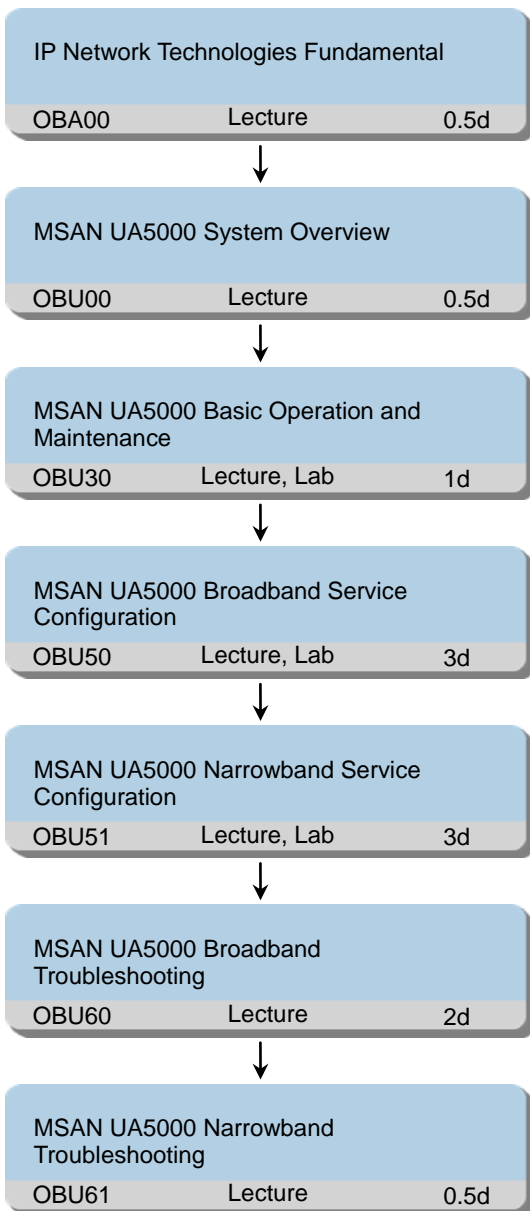 IP Network Technologies Fundamental
OBA00 Lecture 0.5d
MSAN UA5000 System Overview
OBU00 Lecture 0.5d
MSAN UA5000 Basic Operation and
Maintenance
OBU30 Lecture, Lab 1d
MSAN UA5000 Broadband Service
Configuration
OBU50 Lecture, Lab 3d
MSAN UA5000 Narrowband Service
Configuration
OBU51 Lecture, Lab 3d
MSAN UA5000 Broadband
Troubleshooting
OBU60 Lecture 2d
MSAN UA5000 Narrowband
Troubleshooting
OBU61 Lecture 0.5d